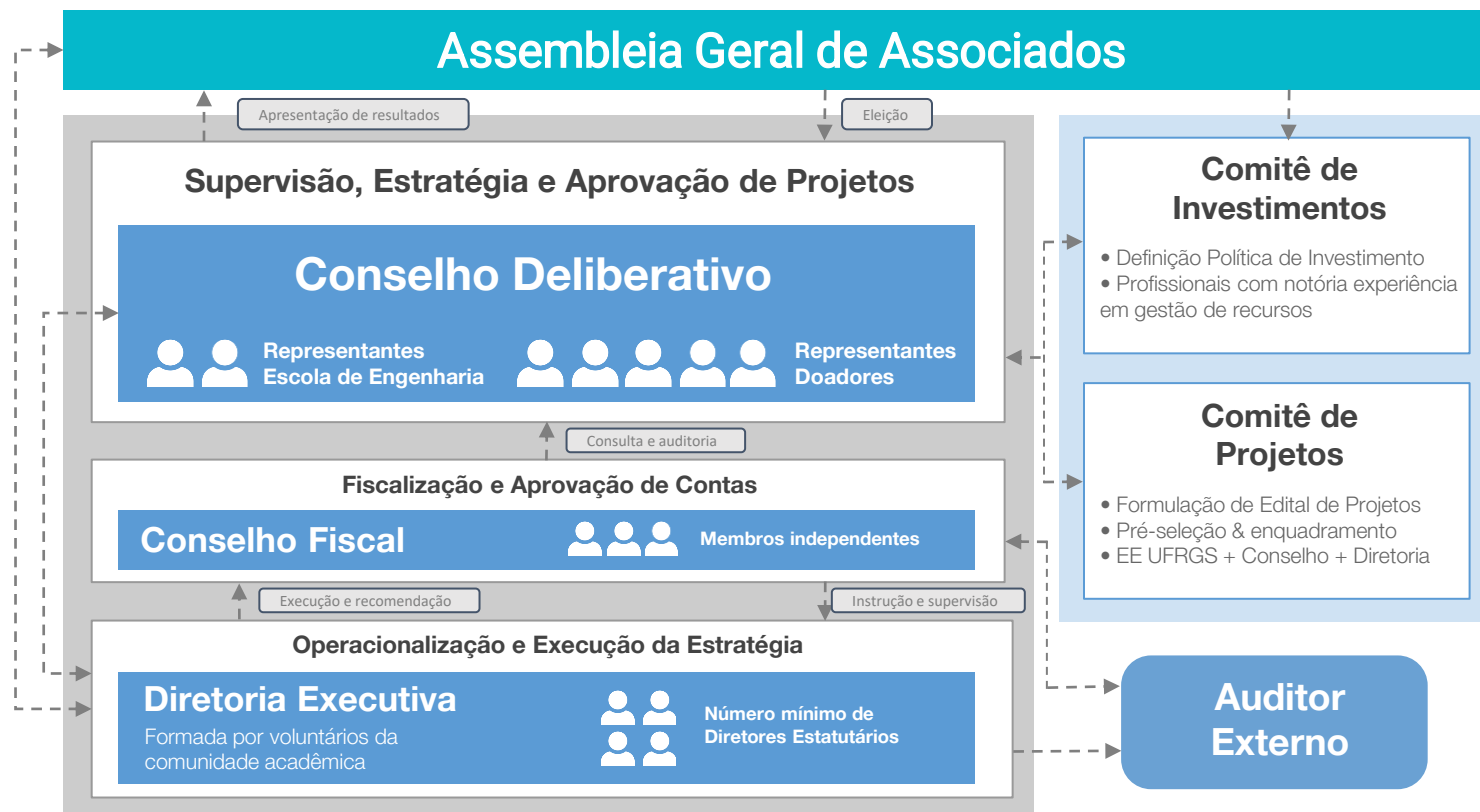 Assembleia Geral de Associados
Apresentação de resultados
Eleição
Supervisão, Estratégia e Aprovação de Projetos
Conselho Deliberativo
Representantes
Escola de Engenharia
Representantes
Doadores
Consulta e auditoria
Fiscalização e Aprovação de Contas
Conselho Fiscal
Membros independentes
Execução e recomendação
Instrução e supervisão
Operacionalização e Execução da Estratégia
Diretoria Executiva
Formada por voluntários da
comunidade acadêmica
Número mínimo de
Diretores Estatutários
Comitê de
Investimentos
• Definição Política de Investimento
• Profissionais com notória experiência
em gestão de recursos
Comitê de
Projetos
• Formulação de Edital de Projetos
• Pré-seleção & enquadramento
• EE UFRGS + Conselho + Diretoria
Auditor
Externo